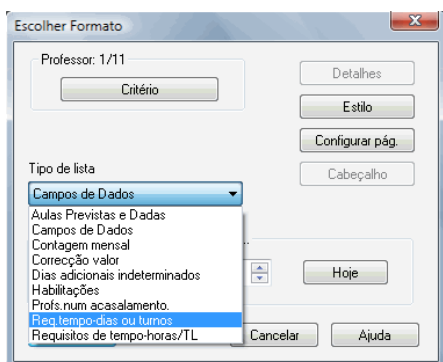 Escolher Formato
Professor: 1/11
Critério
Detalhes
Estilo
Configurar pág.
Cabeçalho
Tipo de lista
Campos de Dados
Aulas Previstas e Dadas
Campos de Dados
Contagem mensal
Correcção valor
Dias adicionais indeterminados
Habilitações
Profs.num acasalamento.
Req.tempo-dias ou turnos
Requisitos de tempo-horas/TL
..
Hoje
Cancelar
Ajuda